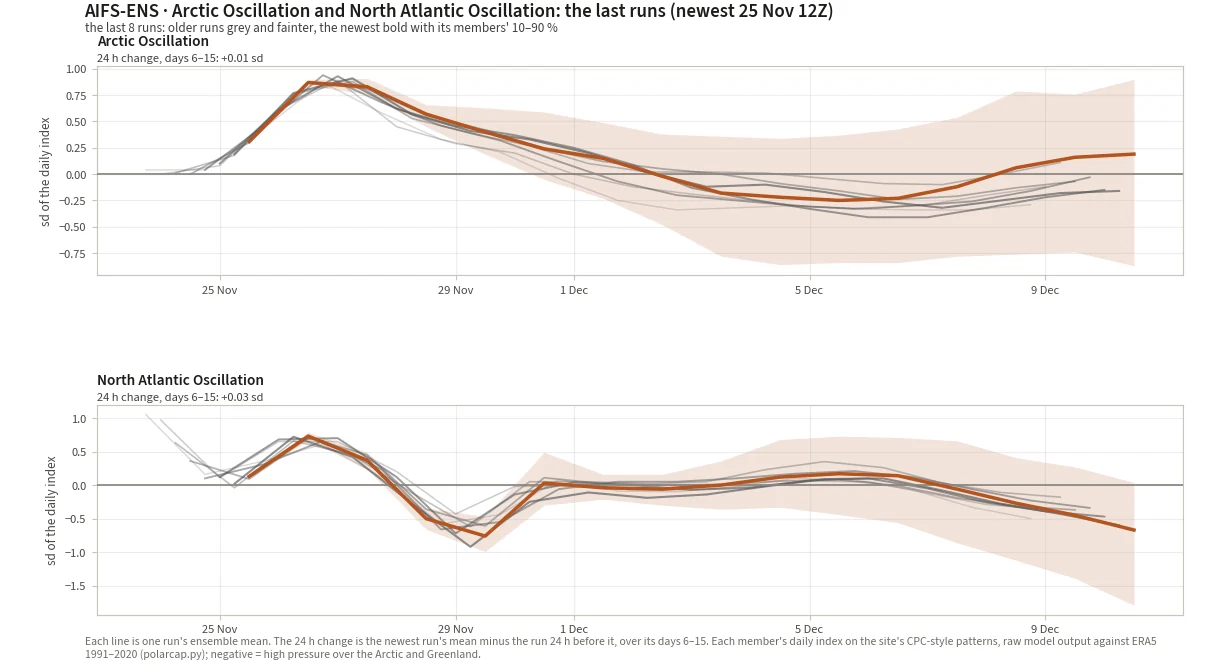 AIFS-ENS · Arctic Oscillation and North Atlantic Oscillation: the last runs (newest 25 Nov 12Z)
the last 8 runs: older runs grey and fainter, the newest bold with its members' 10–90 %
Arctic Oscillation
24 h change, days 6–15: +0.01 sd
1.00
0.75
0.50
0.25
0.00
−0.25
−0.50
−0.75
sd of the daily index
25 Nov
29 Nov
1 Dec
5 Dec
9 Dec
North Atlantic Oscillation
24 h change, days 6–15: +0.03 sd
1.0
0.5
0.0
−0.5
−1.0
−1.5
sd of the daily index
25 Nov
29 Nov
1 Dec
5 Dec
9 Dec
Each line is one run's ensemble mean. The 24 h change is the newest run's mean minus the run 24 h before it, over its days 6–15. Each member's daily index on the site's CPC-style patterns, raw model output against ERA5
1991–2020 (polarcap.py); negative = high pressure over the Arctic and Greenland.